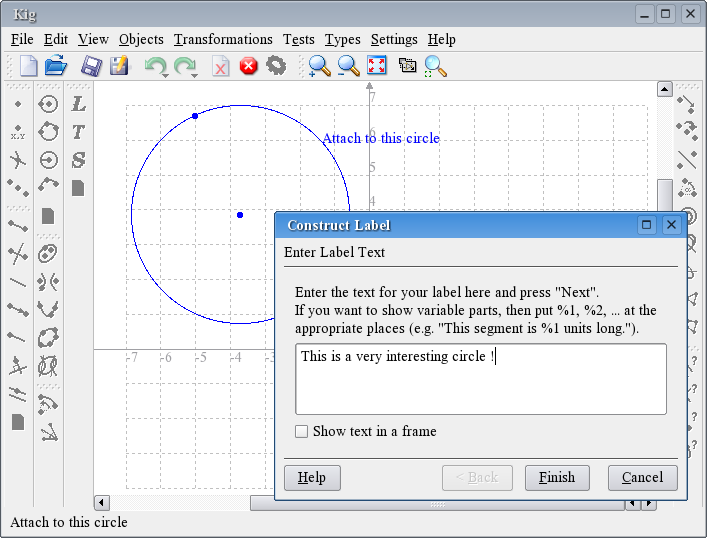 Kig
File Edit View Objects Transformations Tests Types Settings Help
x,y
L
T
S
7
Attach to this circle
6
5
4
-7 -6 -5 -4 -3
Construct Label
Enter Label Text
Enter the text for your label here and press "Next".
If you want to show variable parts, then put %1, %2, ... at the
appropriate places (e.g. "This segment is %1 units long.").
This is a very interesting circle !
Show text in a frame
Help < Back Finish Cancel
Attach to this circle